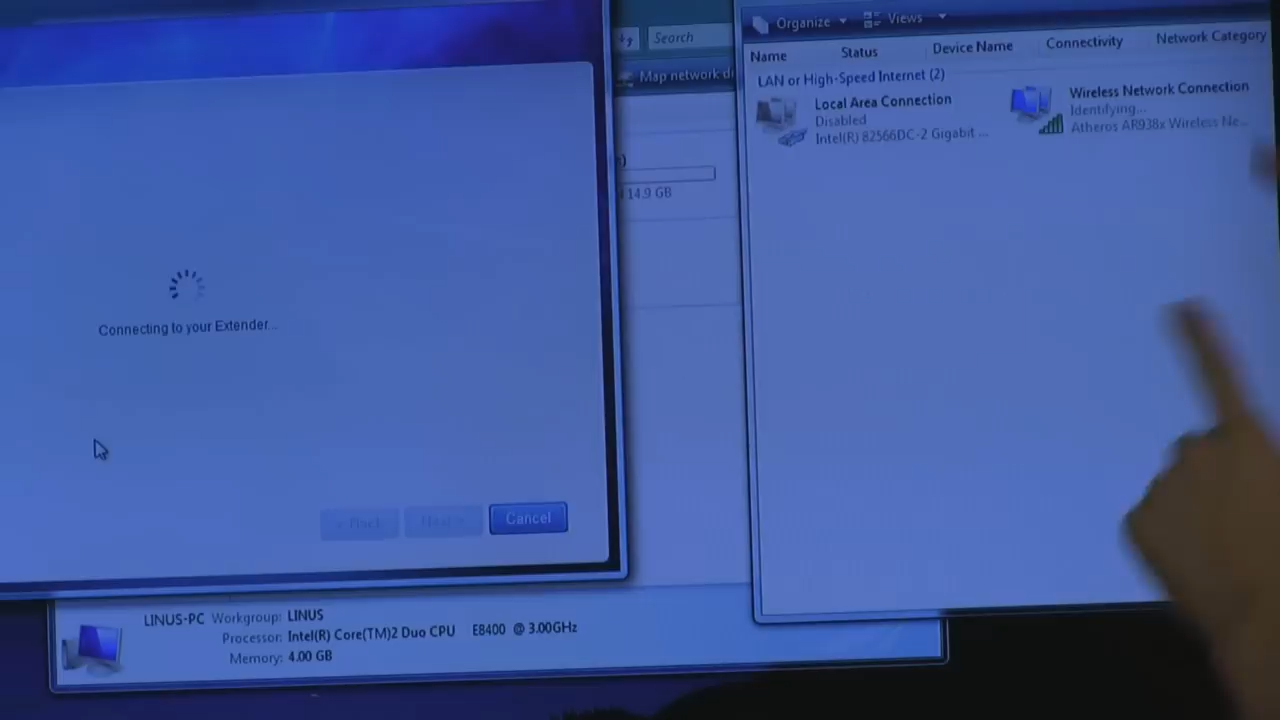 Connecting to your Extender...
Cancel
Search
Map network
14.9 GB
Organize Views
Name Status Device Name Connectivity Network Category
LAN or High-Speed Internet (2)
Local Area Connection
Disabled
Intel(R) 82566DC-2 Gigabit ...
Wireless Network Connection
Identifying...
Atheros AR938x Wireless Ne...
LINUS-PC Workgroup: LINUS
Processor: Intel(R) Core(TM)2 Duo CPU E8400 @ 3.00GHz
Memory: 4.00 GB